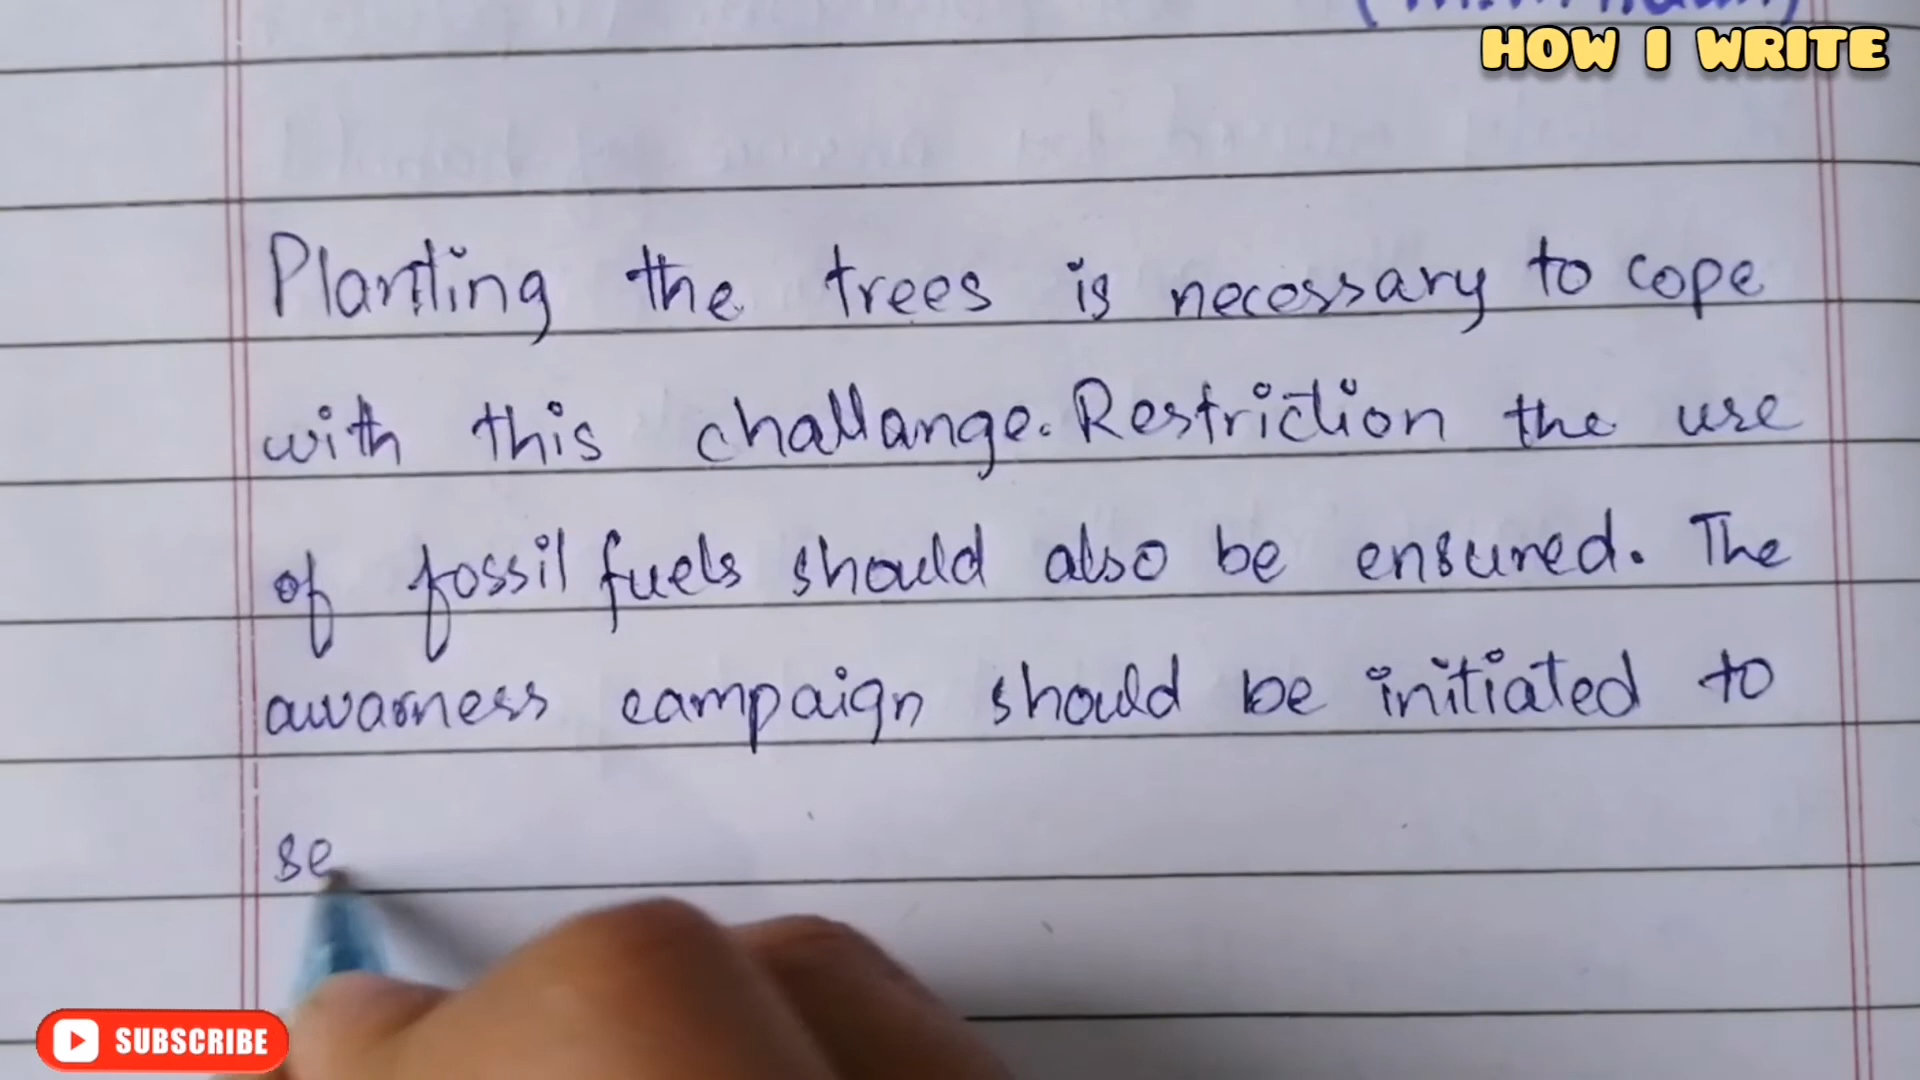 HOW I WRITE
Planting the trees is necessary to cope
with this challange. Restriction the use
of fossil fuels should also be ensured. The
awarness campaign should be initiated to
se
SUBSCRIBE